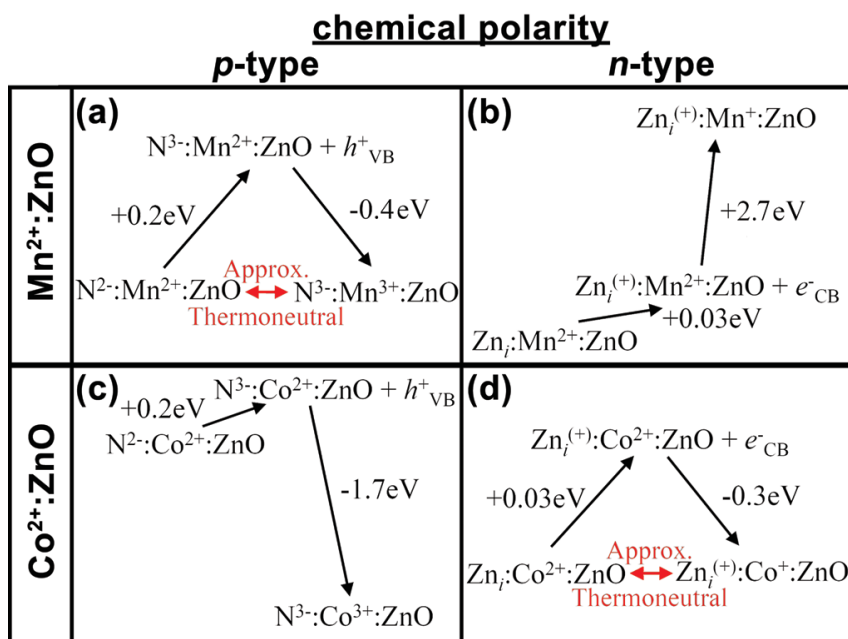 chemical polarity
p-type
n-type
Mn²⁺:ZnO
(a)
N³⁻:Mn²⁺:ZnO + h⁺VB
+0.2eV
-0.4eV
N²⁻:Mn²⁺:ZnO
Approx.
Thermoneutral
N³⁻:Mn³⁺:ZnO
(b)
Znᵢ⁽⁺⁾:Mn⁺:ZnO
+2.7eV
Znᵢ⁽⁺⁾:Mn²⁺:ZnO + e⁻CB
+0.03eV
Znᵢ:Mn²⁺:ZnO
Co²⁺:ZnO
(c)
N³⁻:Co²⁺:ZnO + h⁺VB
+0.2eV
N²⁻:Co²⁺:ZnO
-1.7eV
N³⁻:Co³⁺:ZnO
(d)
Znᵢ⁽⁺⁾:Co²⁺:ZnO + e⁻CB
+0.03eV
-0.3eV
Znᵢ:Co²⁺:ZnO
Approx.
Thermoneutral
Znᵢ⁽⁺⁾:Co⁺:ZnO